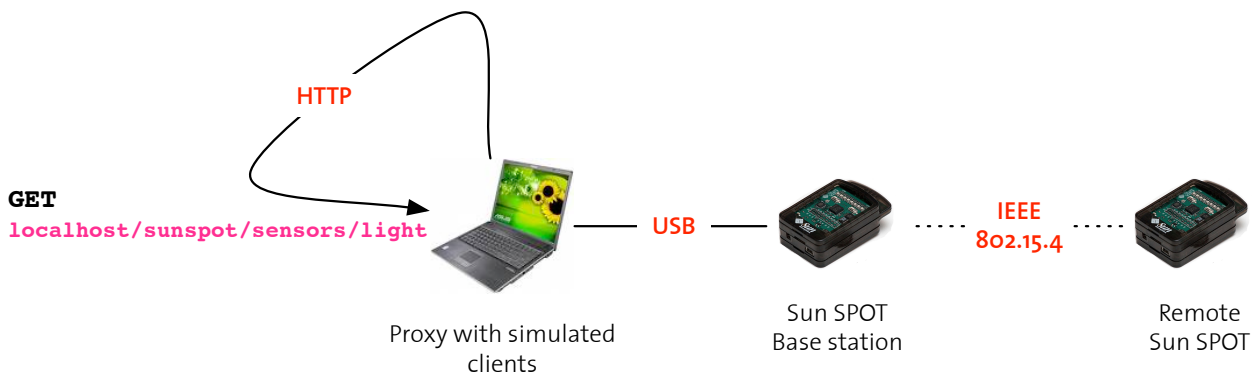 HTTP
GET
localhost/sunspot/sensors/light
USB
IEEE
802.15.4
Proxy with simulated
clients
Sun SPOT
Base station
Remote
Sun SPOT